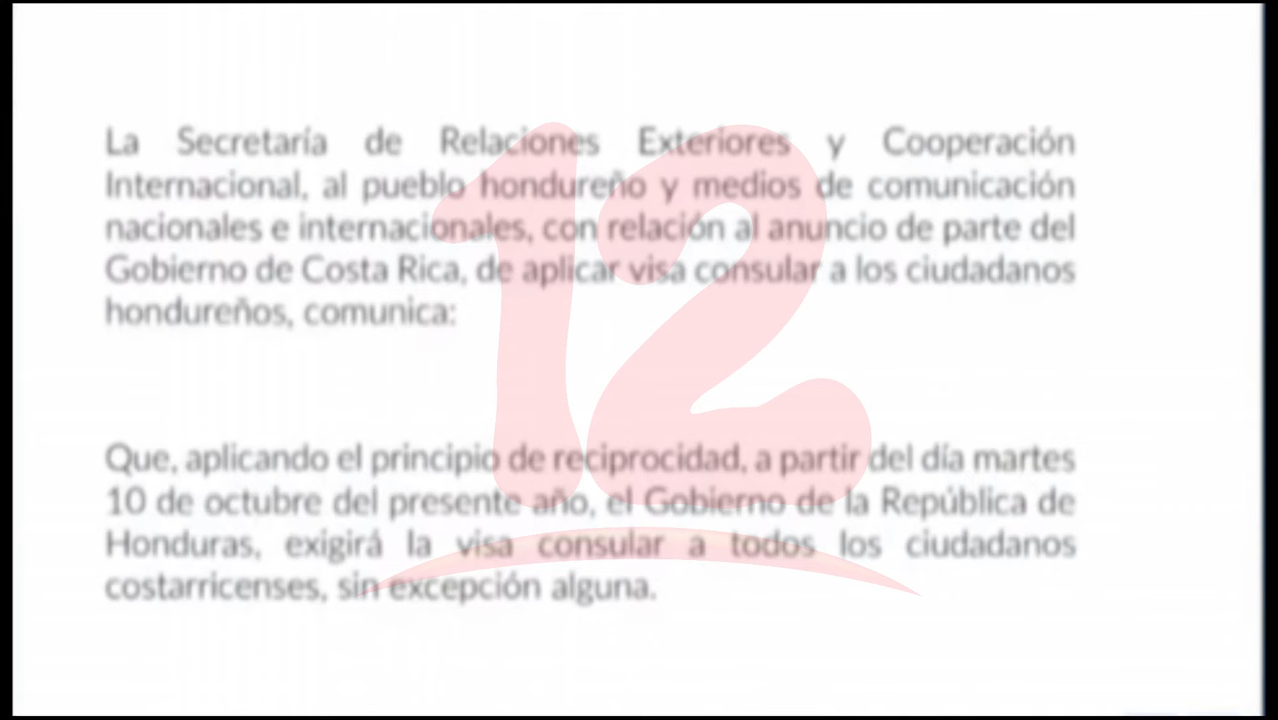 La Secretaría de Relaciones Exteriores y Cooperación
Internacional, al pueblo hondureño y medios de comunicación
nacionales e internacionales, con relación al anuncio de parte del
Gobierno de Costa Rica, de aplicar visa consular a los ciudadanos
hondureños, comunica:
Que, aplicando el principio de reciprocidad, a partir del día martes
10 de octubre del presente año, el Gobierno de la República de
Honduras, exigirá la visa consular a todos los ciudadanos
costarricenses, sin excepción alguna.
12